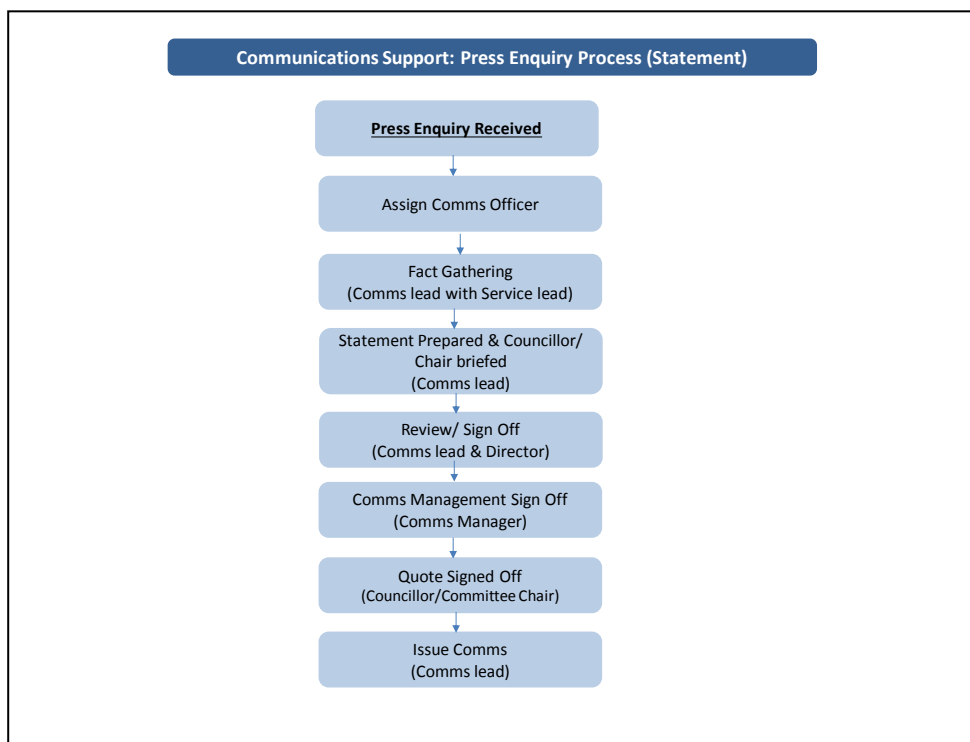 Communications Support: Press Enquiry Process (Statement)
Press Enquiry Received
Assign Comms Officer
Fact Gathering
(Comms lead with Service lead)
Statement Prepared & Councillor/
Chair briefed
(Comms lead)
Review/ Sign Off
(Comms lead & Director)
Comms Management Sign Off
(Comms Manager)
Quote Signed Off
(Councillor/Committee Chair)
Issue Comms
(Comms lead)